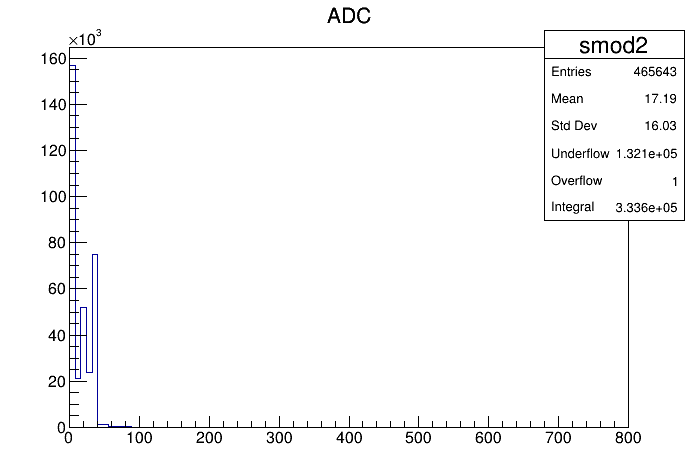 ADC
×10³
smod2
Entries 465643
Mean 17.19
Std Dev 16.03
Underflow 1.321e+05
Overflow 1
Integral 3.336e+05
160
140
120
100
80
60
40
20
0
0 100 200 300 400 500 600 700 800